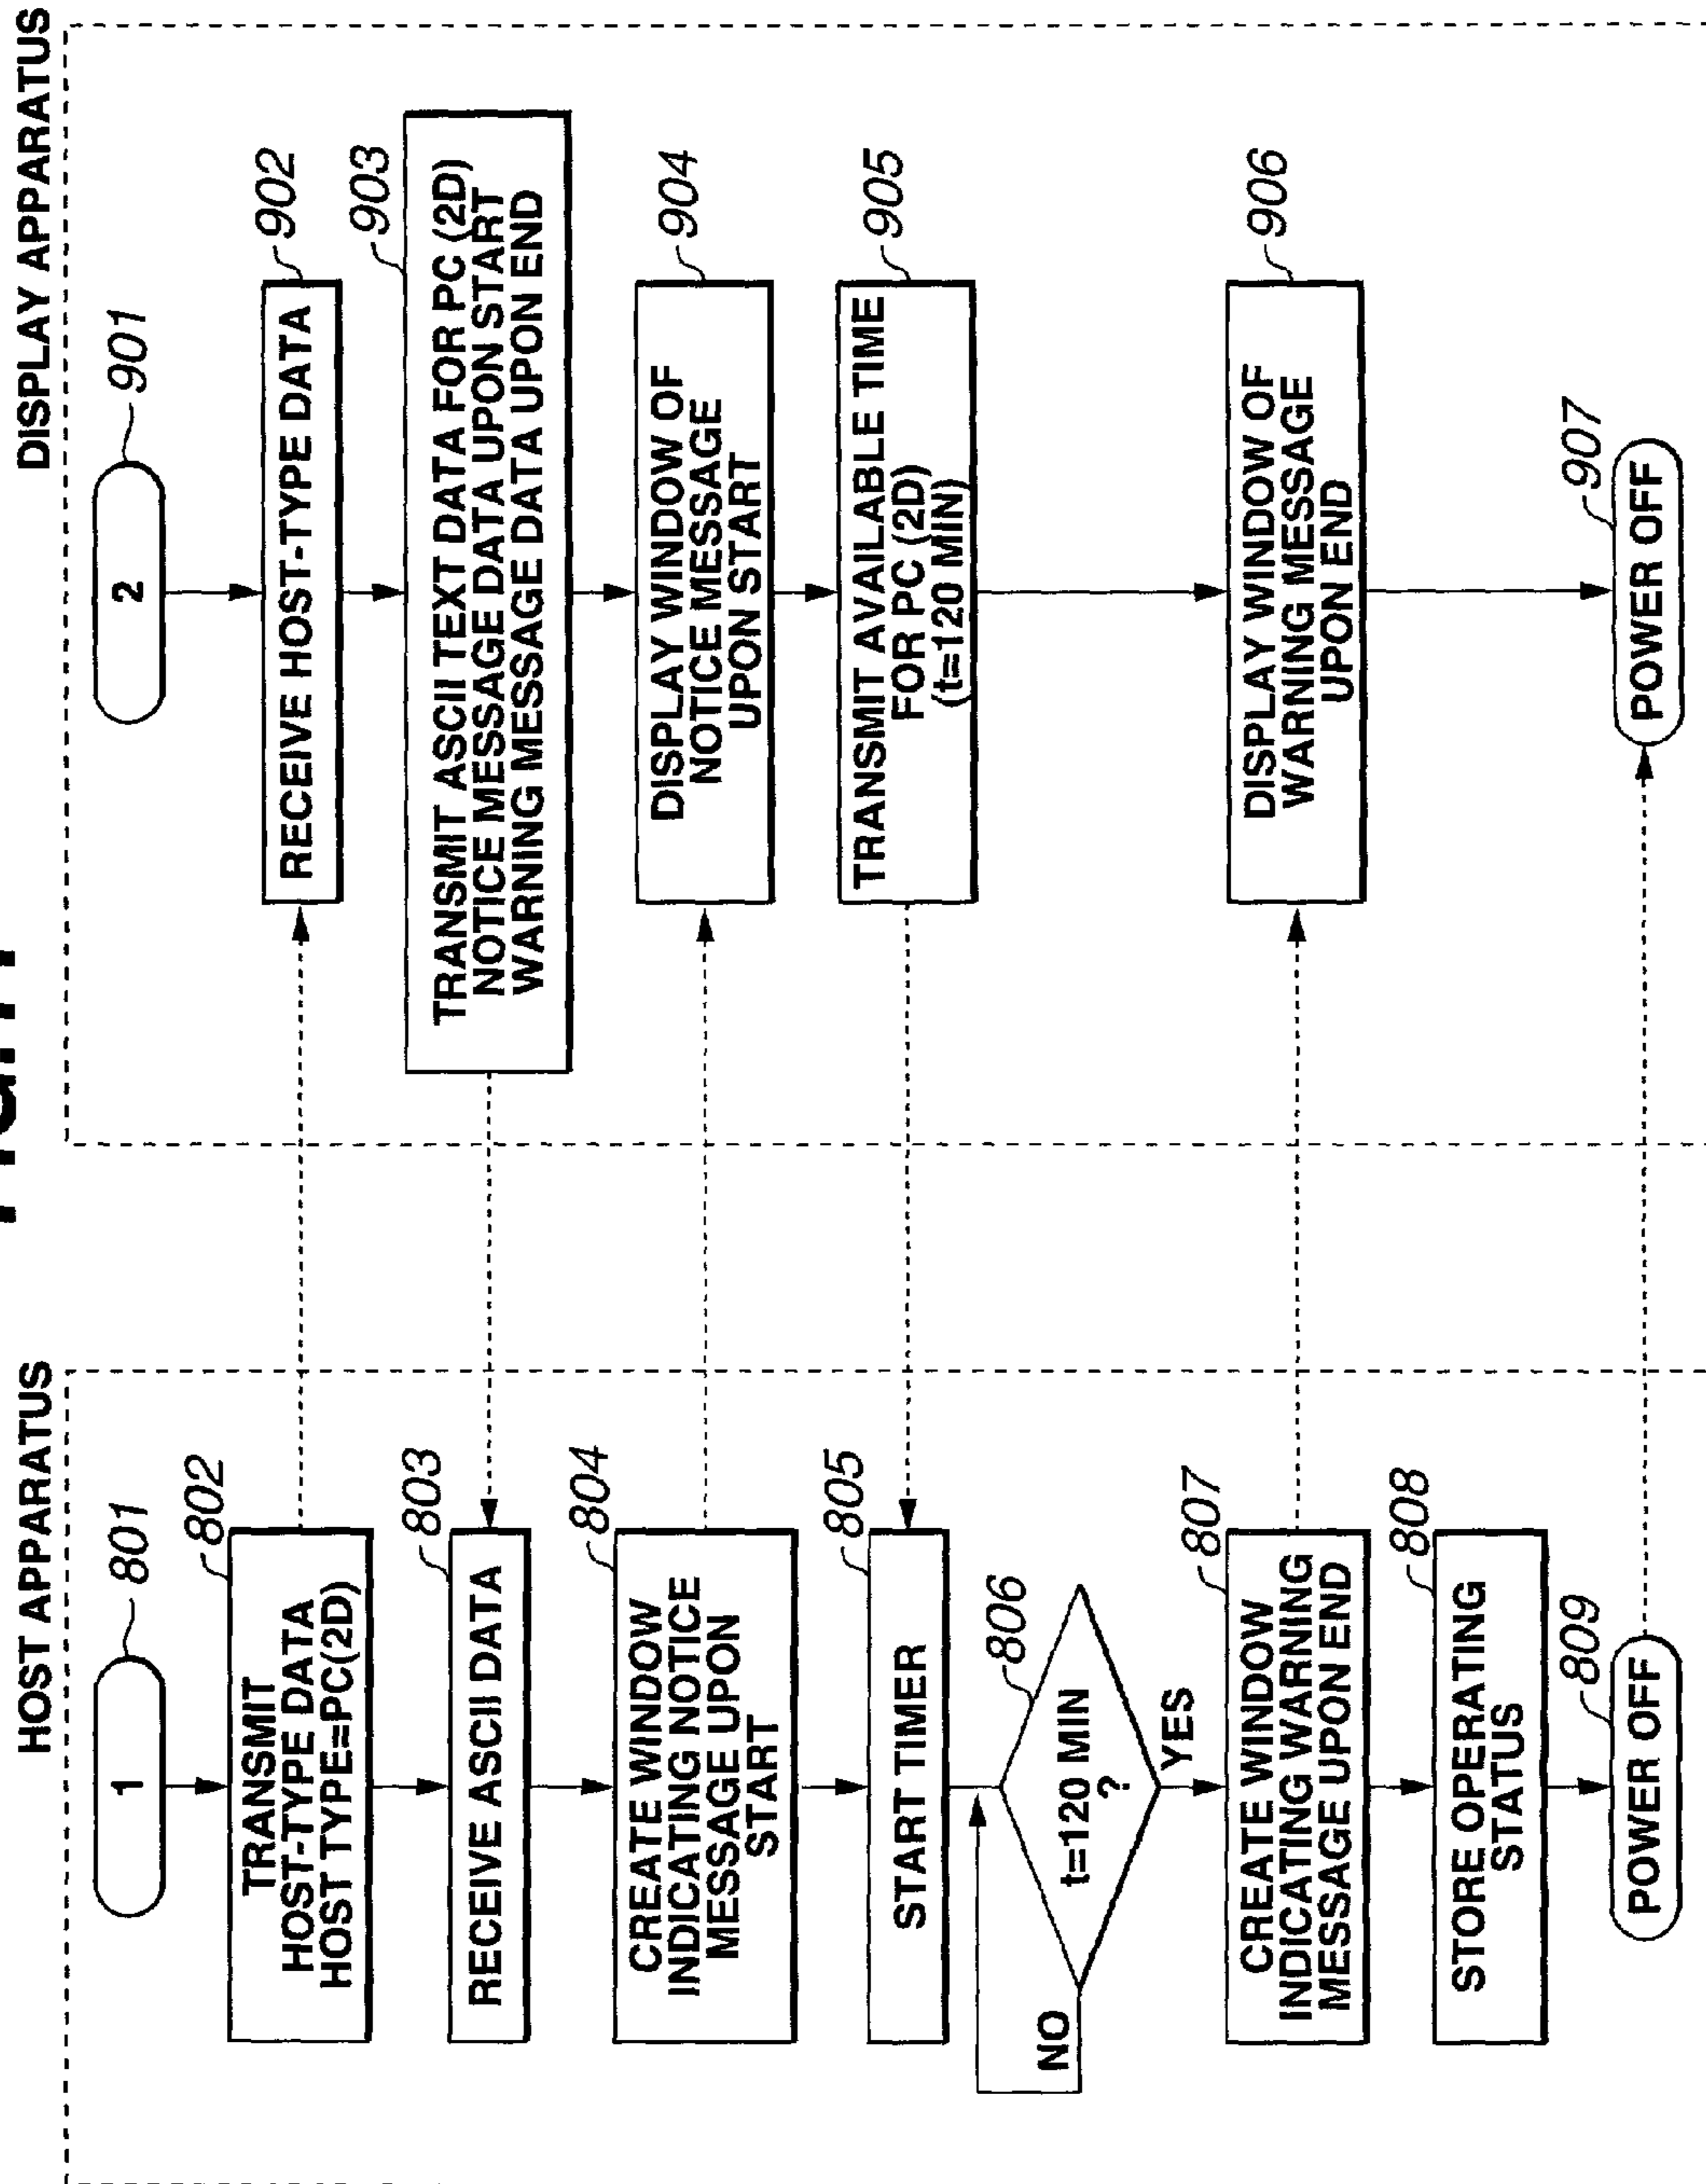 HOST APPARATUS
1
801
TRANSMIT
HOST-TYPE DATA
HOST TYPE=PC(2D)
802
RECEIVE ASCII DATA
803
CREATE WINDOW
INDICATING NOTICE
MESSAGE UPON
START
804
START TIMER
805
t=120 MIN
?
806
NO
YES
CREATE WINDOW
INDICATING WARNING
MESSAGE UPON END
807
STORE OPERATING
STATUS
808
POWER OFF
809
DISPLAY APPARATUS
2
901
RECEIVE HOST-TYPE DATA
902
TRANSMIT ASCII TEXT DATA FOR PC (2D)
NOTICE MESSAGE DATA UPON START
WARNING MESSAGE DATA UPON END
903
DISPLAY WINDOW OF
NOTICE MESSAGE
UPON START
904
TRANSMIT AVAILABLE TIME
FOR PC (2D)
(t=120 MIN)
905
DISPLAY WINDOW OF
WARNING MESSAGE
UPON END
906
POWER OFF
907